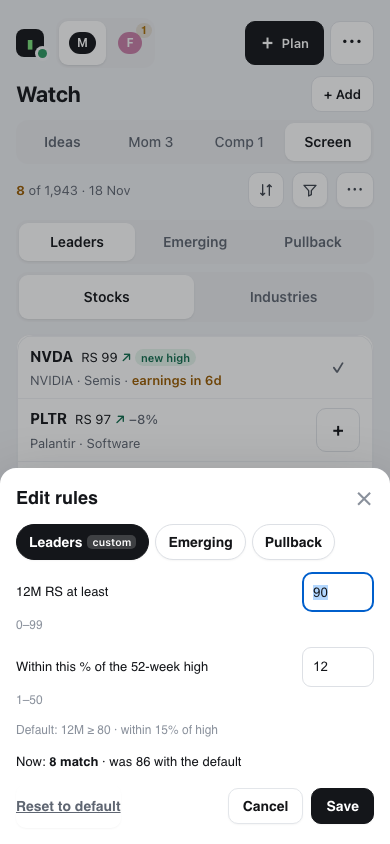 M
F
1
+ Plan
Watch
+ Add
Ideas
Mom 3
Comp 1
Screen
8 of 1,943 · 18 Nov
Leaders
Emerging
Pullback
Stocks
Industries
NVDA RS 99 ↗ new high
NVIDIA · Semis · earnings in 6d
PLTR RS 97 ↗ −8%
Palantir · Software
Edit rules
Leaders custom
Emerging
Pullback
12M RS at least
90
0–99
Within this % of the 52-week high
12
1–50
Default: 12M ≥ 80 · within 15% of high
Now: 8 match · was 86 with the default
Reset to default
Cancel
Save